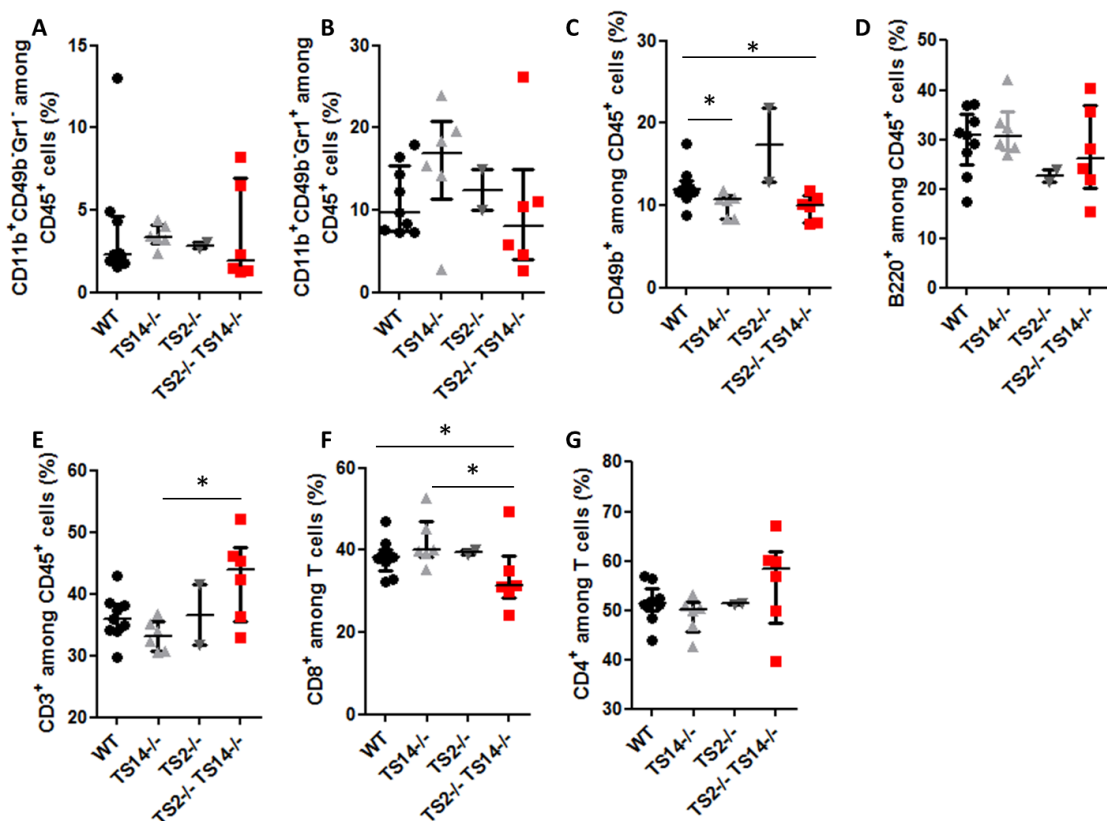 A
CD11b⁺CD49b⁻Gr1⁻ among
CD45⁺ cells (%)
15
10
5
0
WT
TS14-/-
TS2-/-
TS2-/- TS14-/-
B
CD11b⁺CD49b⁻Gr1⁺ among
CD45⁺ cells (%)
30
20
10
0
WT
TS14-/-
TS2-/-
TS2-/- TS14-/-
C
CD49b⁺ among CD45⁺ cells (%)
30
20
10
0
*
*
WT
TS14-/-
TS2-/-
TS2-/- TS14-/-
D
B220⁺ among CD45⁺ cells (%)
50
40
30
20
10
0
WT
TS14-/-
TS2-/-
TS2-/- TS14-/-
E
CD3⁺ among CD45⁺ cells (%)
60
50
40
30
20
*
WT
TS14-/-
TS2-/-
TS2-/- TS14-/-
F
CD8⁺ among T cells (%)
60
40
20
0
*
*
WT
TS14-/-
TS2-/-
TS2-/- TS14-/-
G
CD4⁺ among T cells (%)
80
70
60
50
40
30
WT
TS14-/-
TS2-/-
TS2-/- TS14-/-